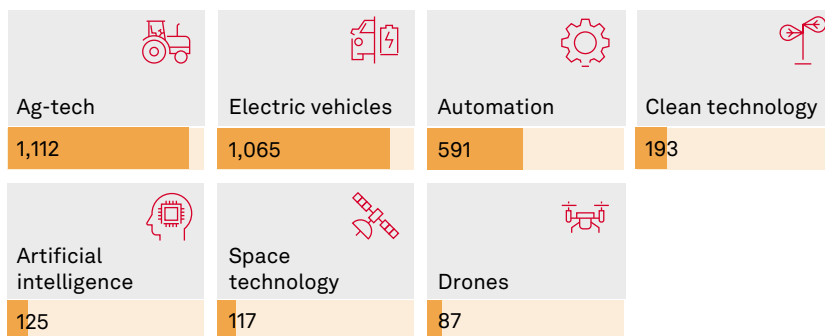 Ag-tech
1,112
Electric vehicles
1,065
Automation
591
Clean technology
193
Artificial
intelligence
125
Space
technology
117
Drones
87